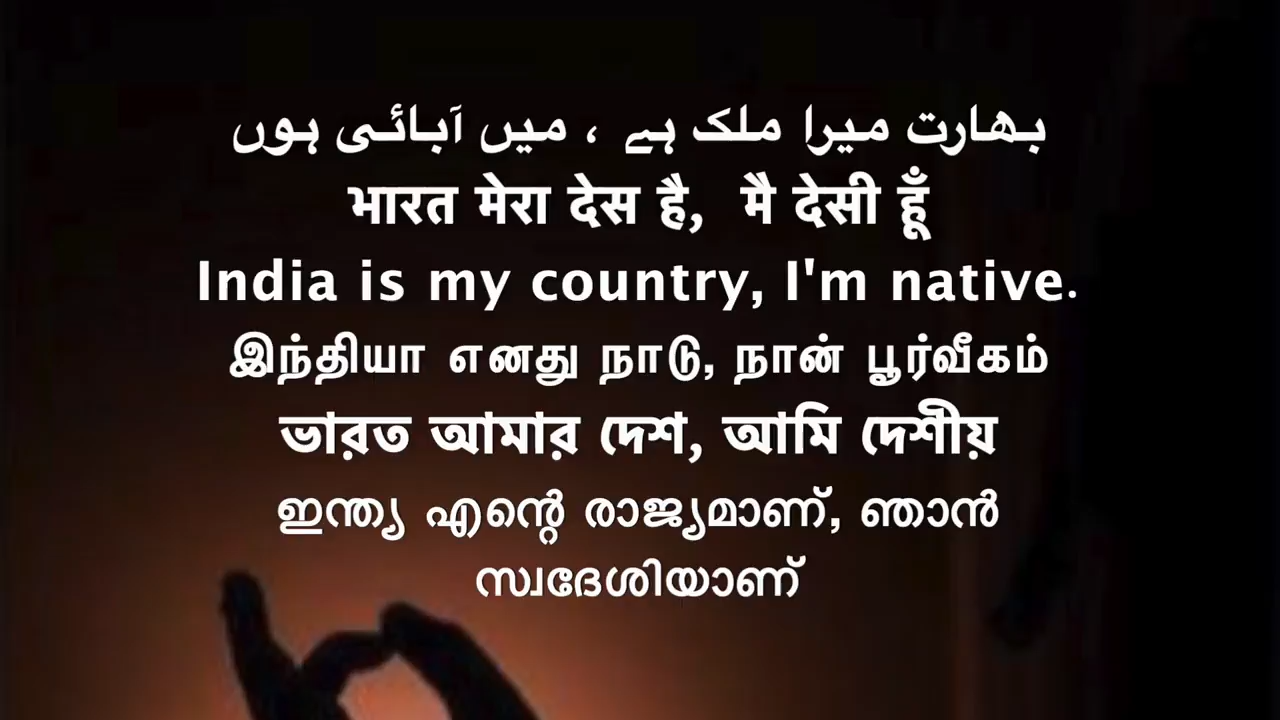 بھارت میرا ملک ہے ، میں آبائی ہوں
भारत मेरा देस है, मै देसी हूँ
India is my country, I'm native.
இந்தியா எனது நாடு, நான் பூர்வீகம்
ভারত আমার দেশ, আমি দেশীয়
ഇന്ത്യ എന്റെ രാജ്യമാണ്, ഞാൻ
സ്വദേശിയാണ്